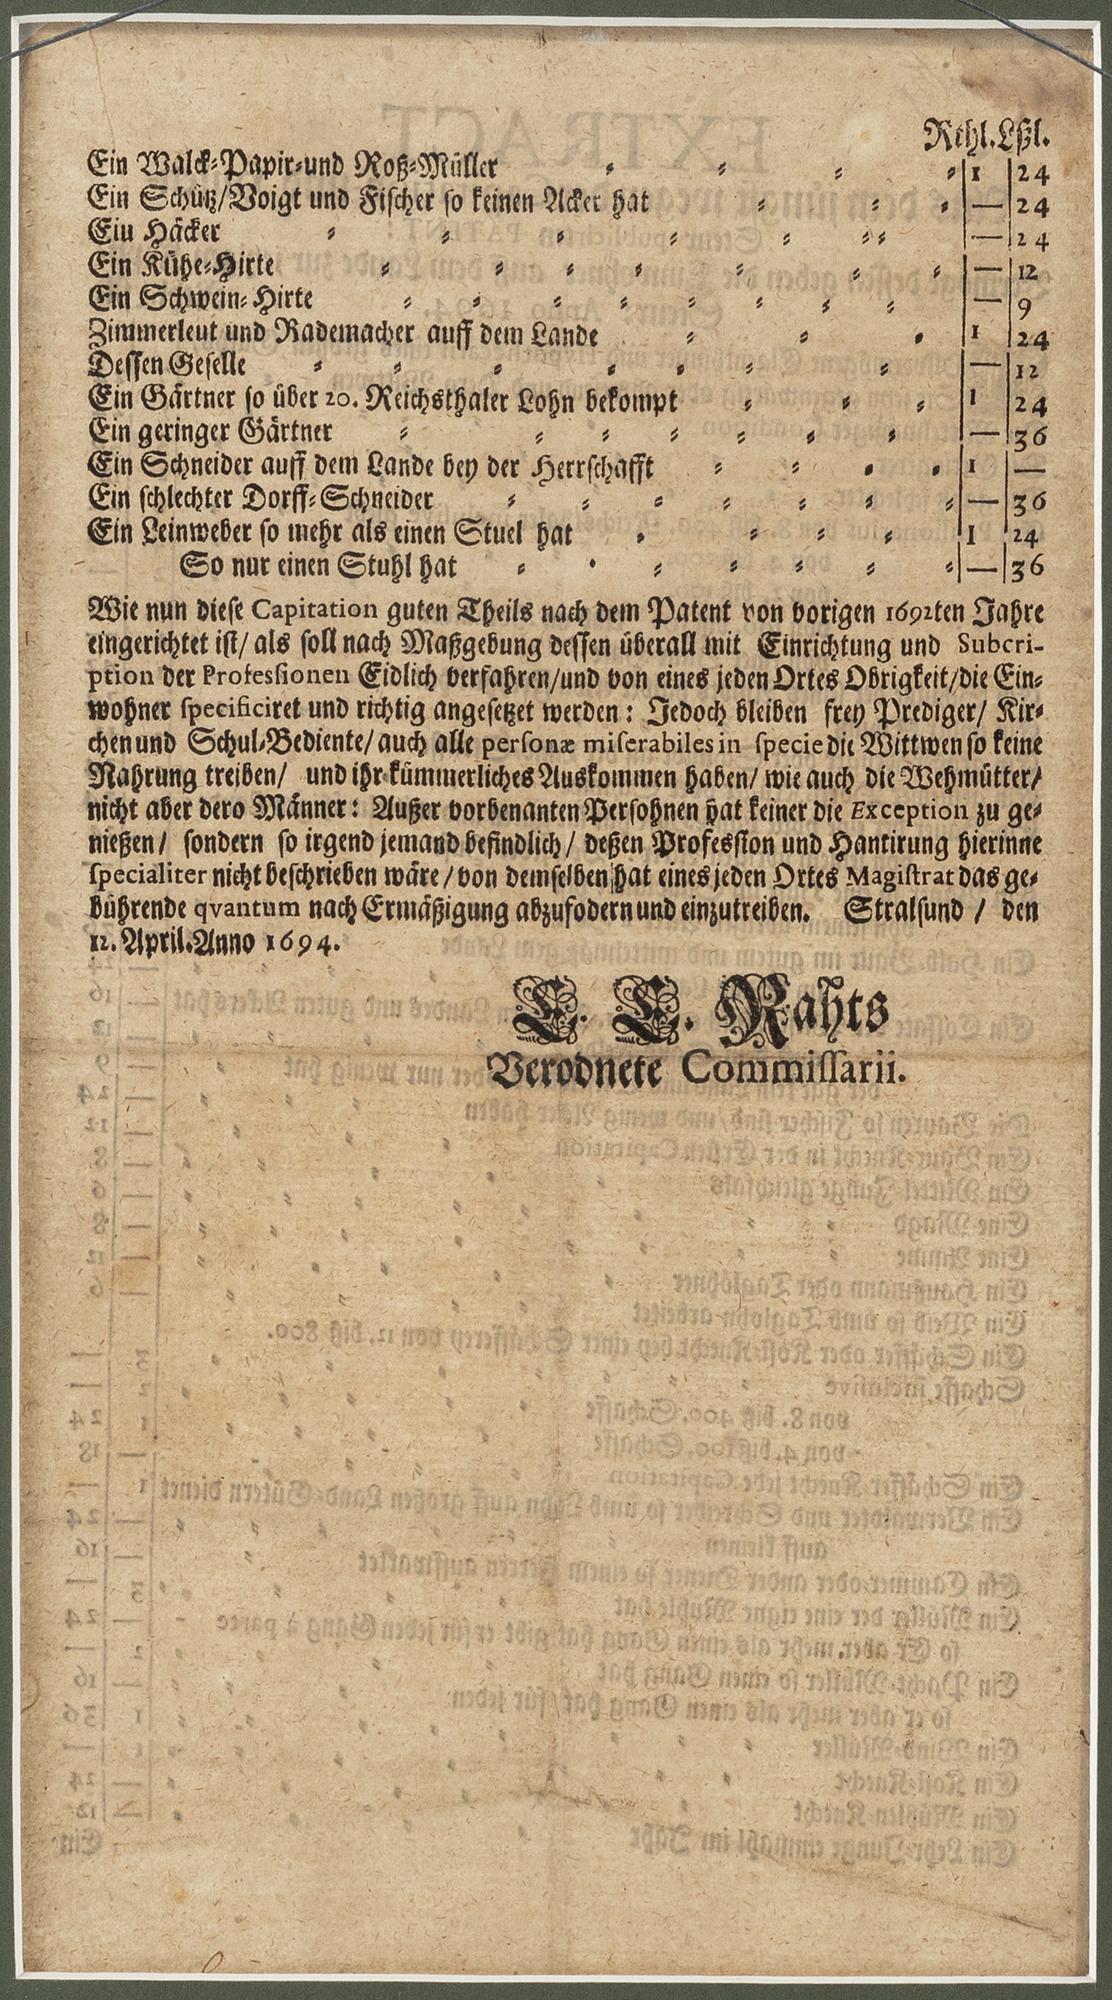 Rthl. Lßl.
Ein Walck-Papir-und Roß-Müller 1 24
Ein Schütz/Voigt und Fischer so keinen Acker hat — 24
Eiu Häcker — 24
Ein Kühe-Hirte — 12
Ein Schwein-Hirte — 9
Zimmerleut und Rademacher auff dem Lande 1 24
Dessen Geselle — 12
Ein Gärtner so über 20. Reichsthaler Lohn bekompt 1 24
Ein geringer Gärtner — 36
Ein Schneider auff dem Lande bey der Herrschafft 1 —
Ein schlechter Dorff-Schneider — 36
Ein Leinweber so mehr als einen Stuel hat 1 24
So nur einen Stuhl hat — 36
Wie nun diese Capitation guten Theils nach dem Patent von vorigen 1692ten Jahre
eingerichtet ist/ als soll nach Maßgebung dessen überall mit Einrichtung und Subcri-
ption der Professionen Eidlich verfahren/und von eines jeden Ortes Obrigkeit/die Ein-
wohner specificiret und richtig angesetzet werden: Jedoch bleiben frey Prediger/ Kir-
chen und Schul-Bediente/ auch alle personæ miserabiles in specie die Wittwen so keine
Nahrung treiben/ und ihr kümmerliches Auskommen haben/ wie auch die Wehmütter/
nicht aber dero Männer: Außer vorbenanten Persohnen hat keiner die Exception zu ge-
nießen/ sondern so irgend jemand befindlich/ deßen Profession und Hantirung hierinne
specialiter nicht beschrieben wäre/von demselben hat eines jeden Ortes Magistrat das ge-
bührende qvantum nach Ermäßigung abzufodern und einzutreiben. Stralsund / den
12. April. Anno 1694.
E. E. Rahts
Verodnete Commissarii.